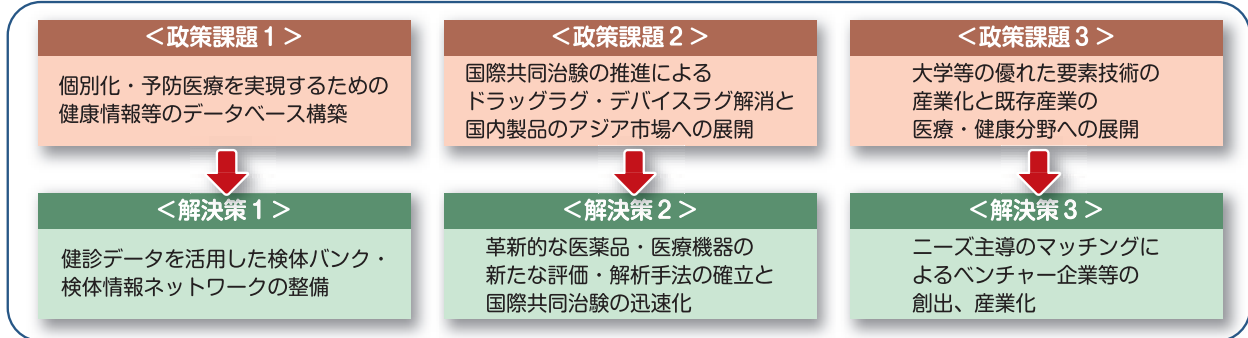 ＜政策課題１＞
個別化・予防医療を実現するための
健康情報等のデータベース構築
＜解決策１＞
健診データを活用した検体バンク・
検体情報ネットワークの整備
＜政策課題２＞
国際共同治験の推進による
ドラッグラグ・デバイスラグ解消と
国内製品のアジア市場への展開
＜解決策２＞
革新的な医薬品・医療機器の
新たな評価・解析手法の確立と
国際共同治験の迅速化
＜政策課題３＞
大学等の優れた要素技術の
産業化と既存産業の
医療・健康分野への展開
＜解決策３＞
ニーズ主導のマッチングに
よるベンチャー企業等の
創出、産業化